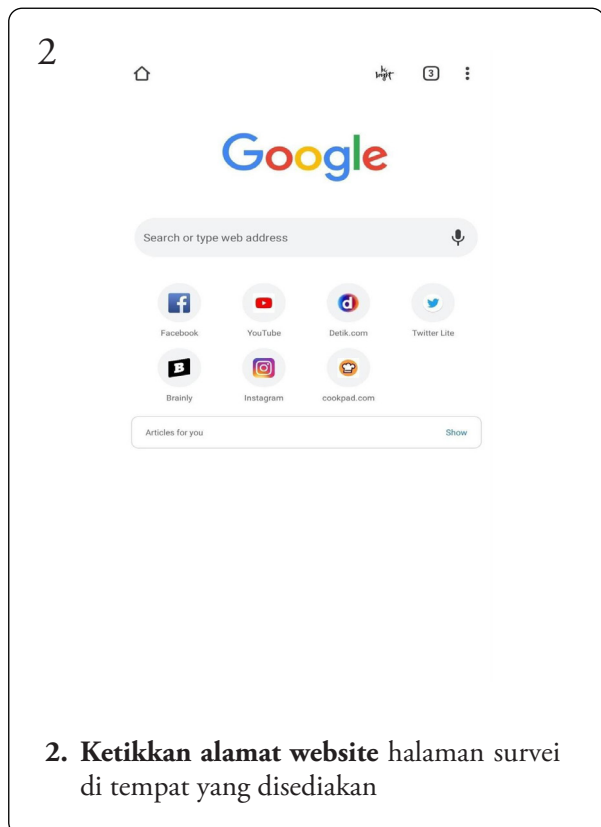 2
3
Google
Search or type web address
Facebook YouTube Detik.com Twitter Lite
Brainly Instagram cookpad.com
Articles for you Show
2. Ketikkan alamat website halaman survei
di tempat yang disediakan